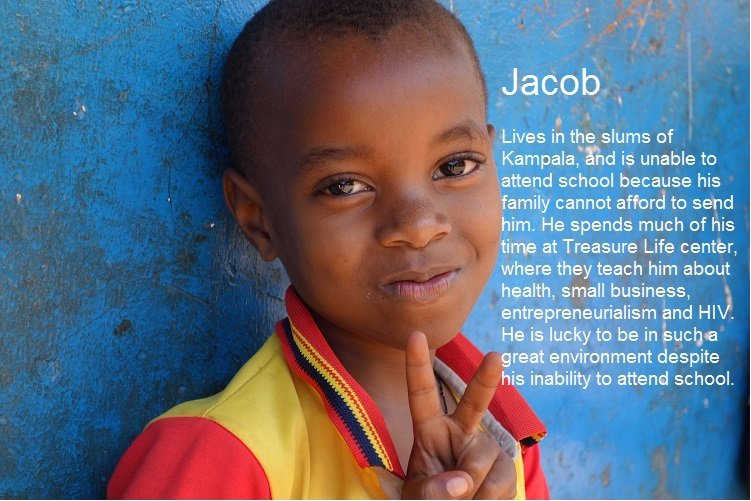 Jacob
Lives in the slums of
Kampala, and is unable to
attend school because his
family cannot afford to send
him. He spends much of his
time at Treasure Life center,
where they teach him about
health, small business,
entrepreneurialism and HIV.
He is lucky to be in such a
great environment despite
his inability to attend school.